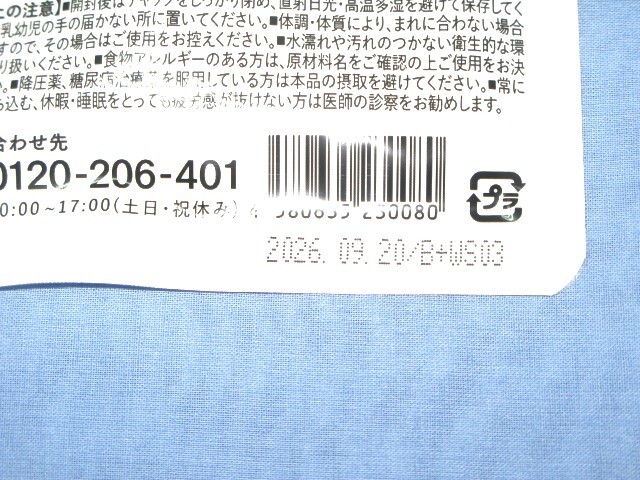 上の注意】■開封後はチャックをしっかり閉め、直射日光・高温多湿を避けて保存してく
乳幼児の手の届かない所に置いてください。■体調・体質により、まれに合わない場合
すので、その場合はご使用をお控えください。■水濡れや汚れのつかない衛生的な環
り扱いください。■食物アレルギーのある方は、原材料名をご確認の上ご使用をお決
い。■降圧薬、糖尿病治療薬を服用している方は本品の摂取を避けてください。■常に
ち込む、休眠・睡眠をとっても疲労感が抜けない方は医師の診察をお勧めします。
合わせ先
0120-206-401
0:00～17:00(土日・祝休み)
230080
プラ
2026.09.20/B+WS03